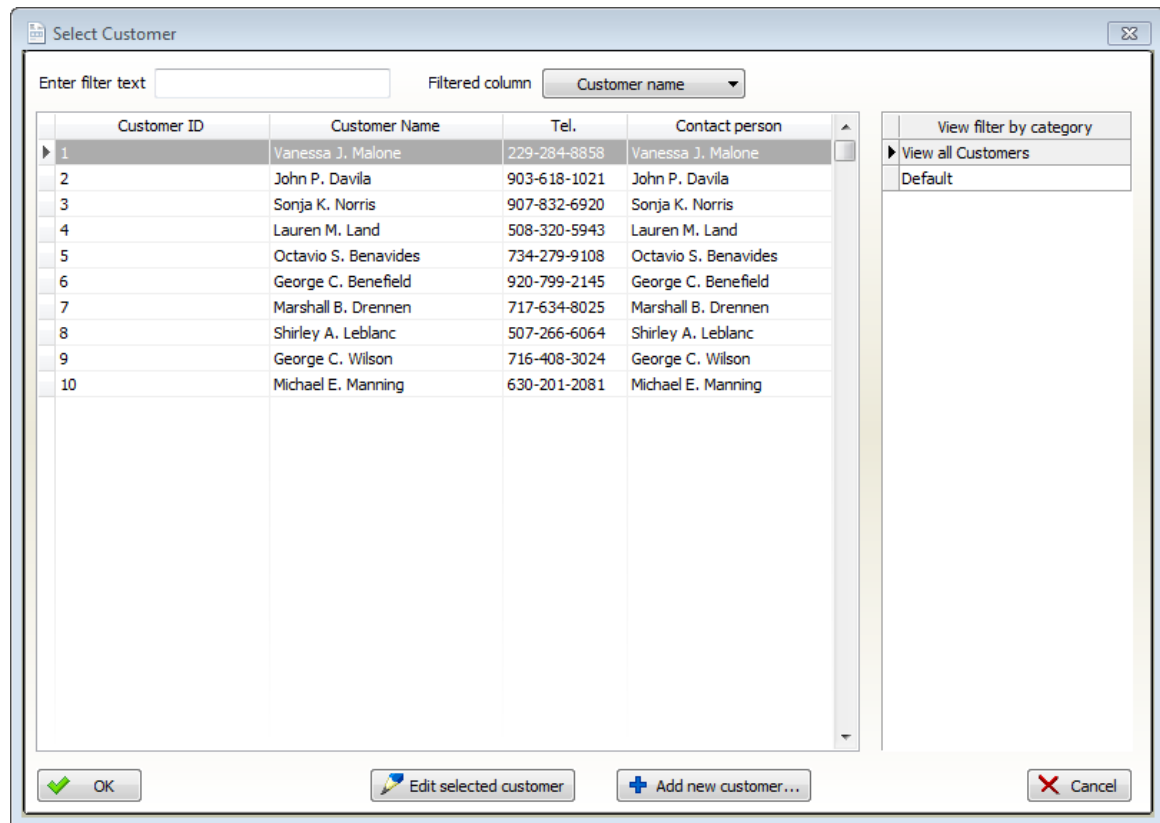 Select Customer
Enter filter text Filtered column Customer name
Customer ID Customer Name Tel. Contact person View filter by category
1 Vanessa J. Malone 229-284-8858 Vanessa J. Malone View all Customers
2 John P. Davila 903-618-1021 John P. Davila Default
3 Sonja K. Norris 907-832-6920 Sonja K. Norris
4 Lauren M. Land 508-320-5943 Lauren M. Land
5 Octavio S. Benavides 734-279-9108 Octavio S. Benavides
6 George C. Benefield 920-799-2145 George C. Benefield
7 Marshall B. Drennen 717-634-8025 Marshall B. Drennen
8 Shirley A. Leblanc 507-266-6064 Shirley A. Leblanc
9 George C. Wilson 716-408-3024 George C. Wilson
10 Michael E. Manning 630-201-2081 Michael E. Manning
OK Edit selected customer Add new customer... Cancel